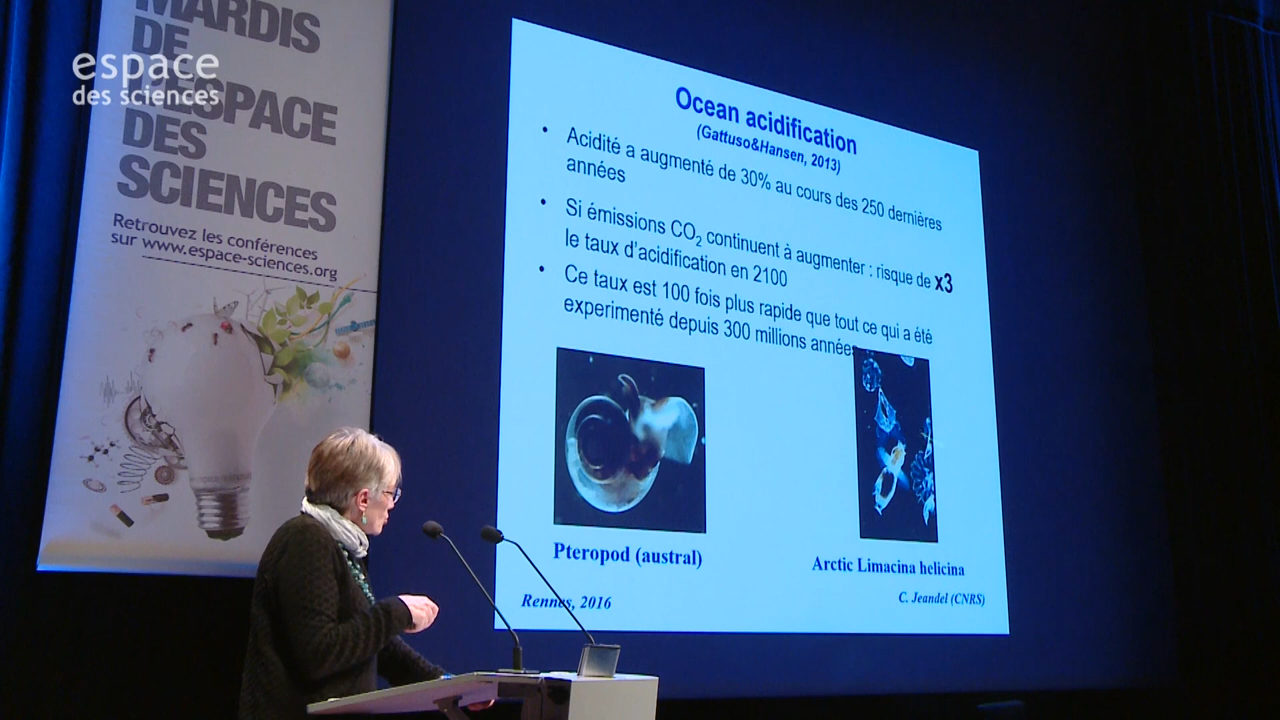 MARDIS
DE
L'ESPACE
DES
SCIENCES
Retrouvez les conférences
sur www.espace-sciences.org
espace
des sciences
Ocean acidification
(Gattuso&Hansen, 2013)
• Acidité a augmenté de 30% au cours des 250 dernières
années
• Si émissions CO₂ continuent à augmenter : risque de x3
le taux d'acidification en 2100
• Ce taux est 100 fois plus rapide que tout ce qui a été
experimenté depuis 300 millions années
Pteropod (austral)
Arctic Limacina helicina
Rennes, 2016
C. Jeandel (CNRS)